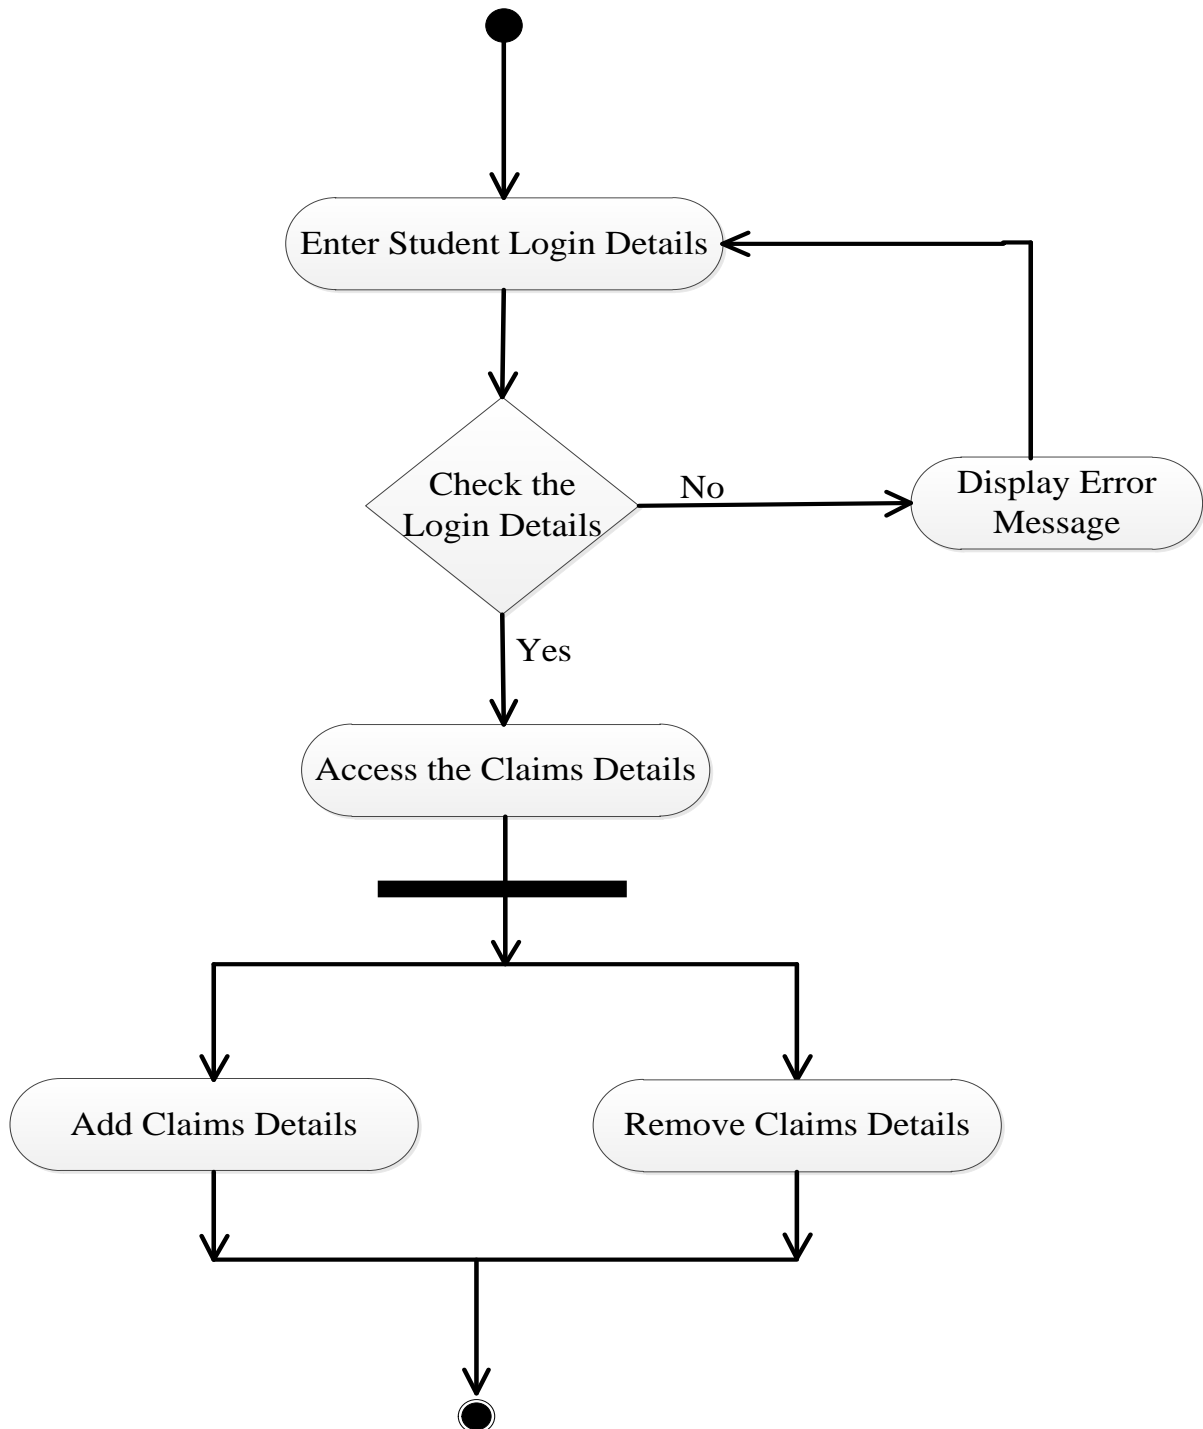 Enter Student Login Details
Check the
Login Details
No
Display Error
Message
Yes
Access the Claims Details
Add Claims Details
Remove Claims Details